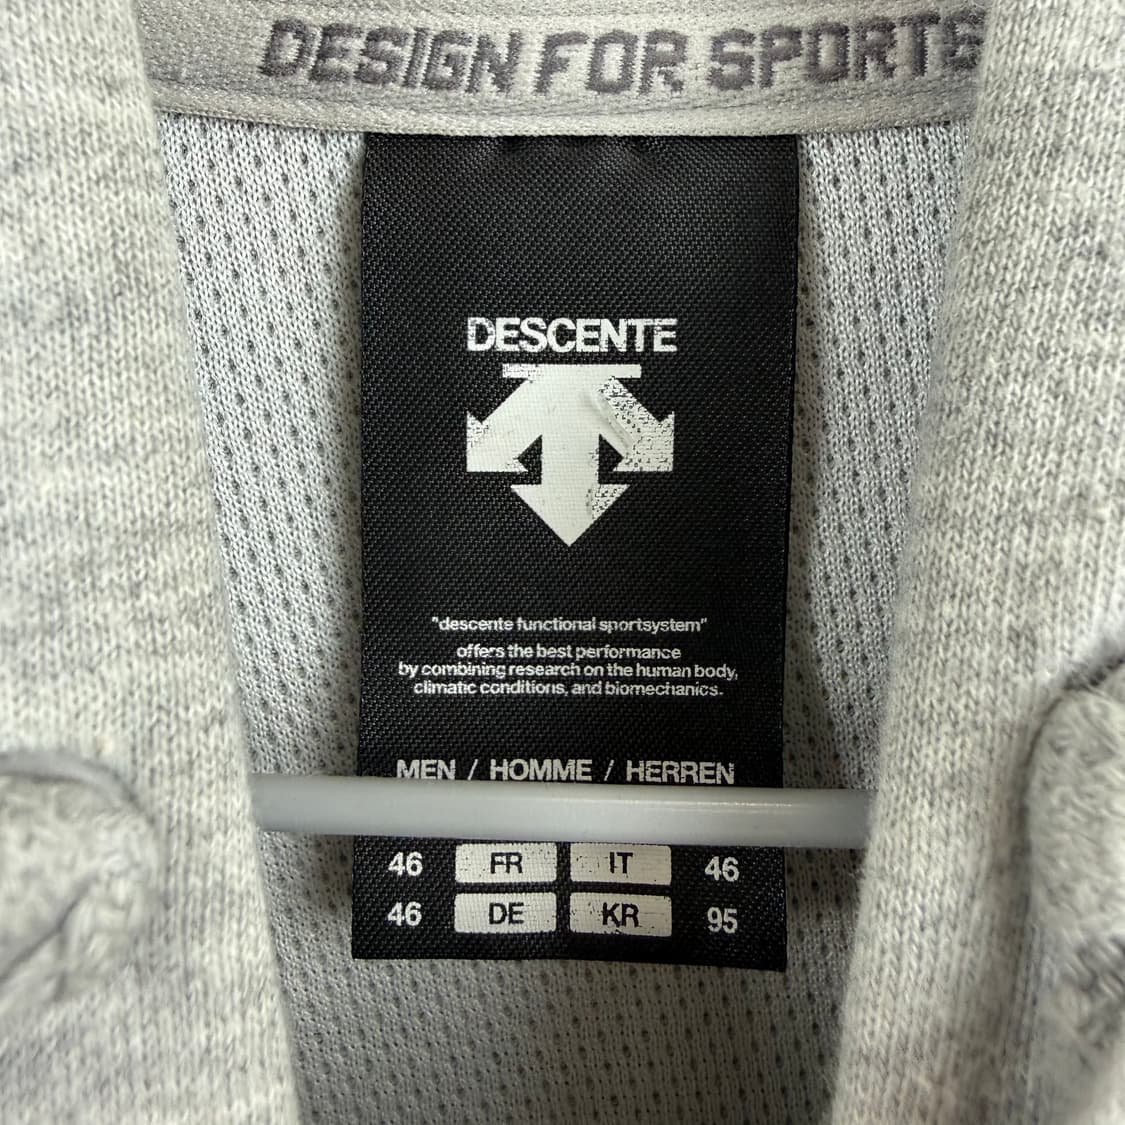 DESIGN FOR SPORTS
DESCENTE
"descente functional sportsystem"
offers the best performance
by combining research on the human body,
climatic conditions, and biomechanics.
MEN / HOMME / HERREN
46 FR IT 46
46 DE KR 95